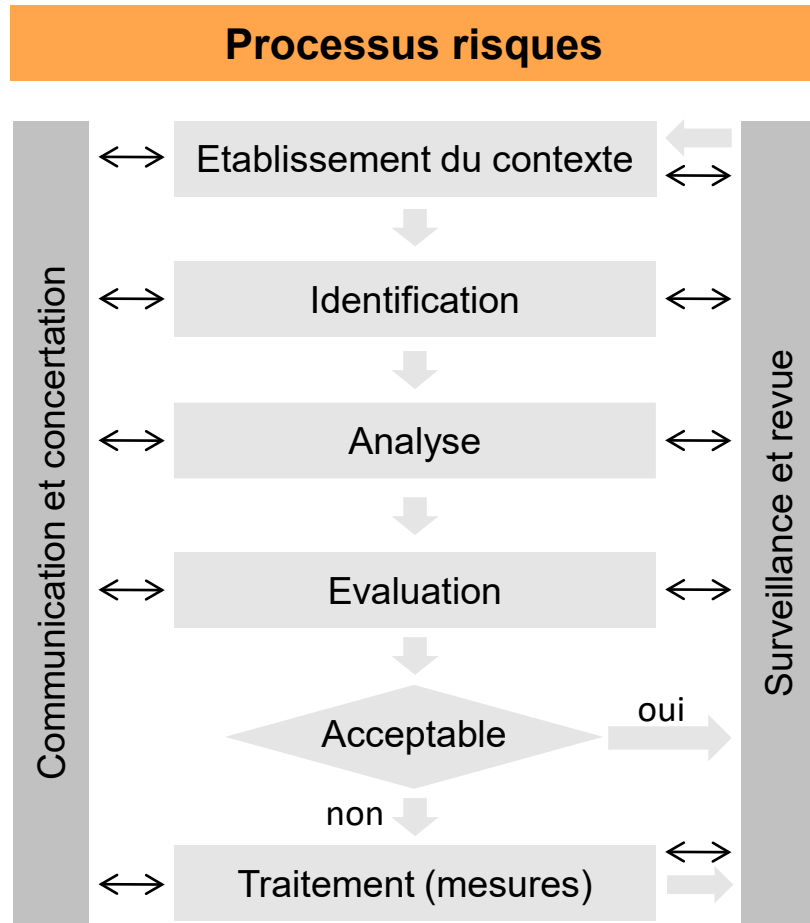 Processus risques
Communication et concertation
Etablissement du contexte
Identification
Analyse
Evaluation
Acceptable
oui
non
Traitement (mesures)
Surveillance et revue